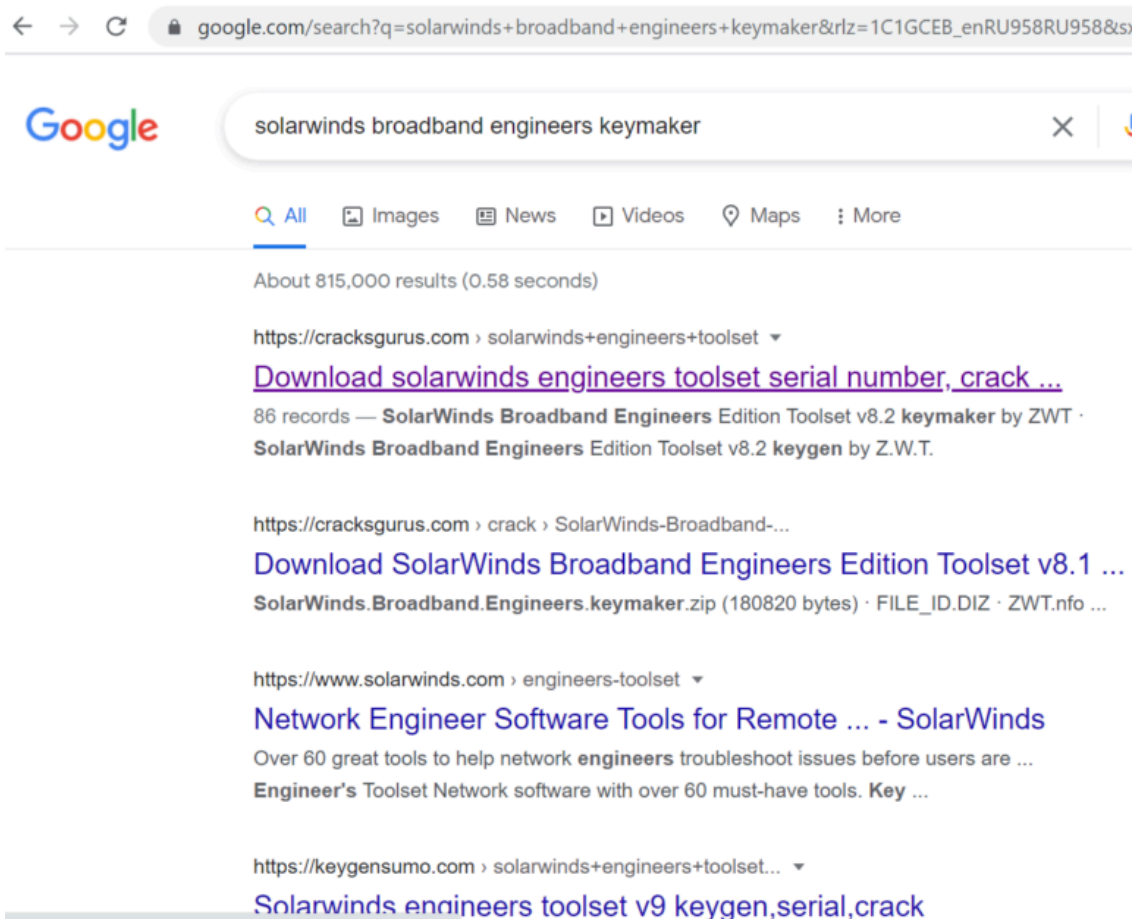 google.com/search?q=solarwinds+broadband+engineers+keymaker&rlz=1C1GCEB_enRU958RU958&s
Google
solarwinds broadband engineers keymaker
All Images News Videos Maps More
About 815,000 results (0.58 seconds)
https://cracksgurus.com › solarwinds+engineers+toolset
Download solarwinds engineers toolset serial number, crack ...
86 records — SolarWinds Broadband Engineers Edition Toolset v8.2 keymaker by ZWT ·
SolarWinds Broadband Engineers Edition Toolset v8.2 keygen by Z.W.T.
https://cracksgurus.com › crack › SolarWinds-Broadband-...
Download SolarWinds Broadband Engineers Edition Toolset v8.1 ...
SolarWinds.Broadband.Engineers.keymaker.zip (180820 bytes) · FILE_ID.DIZ · ZWT.nfo ...
https://www.solarwinds.com › engineers-toolset
Network Engineer Software Tools for Remote ... - SolarWinds
Over 60 great tools to help network engineers troubleshoot issues before users are ...
Engineer's Toolset Network software with over 60 must-have tools. Key ...
https://keygensumo.com › solarwinds+engineers+toolset...
Solarwinds engineers toolset v9 keygen,serial,crack